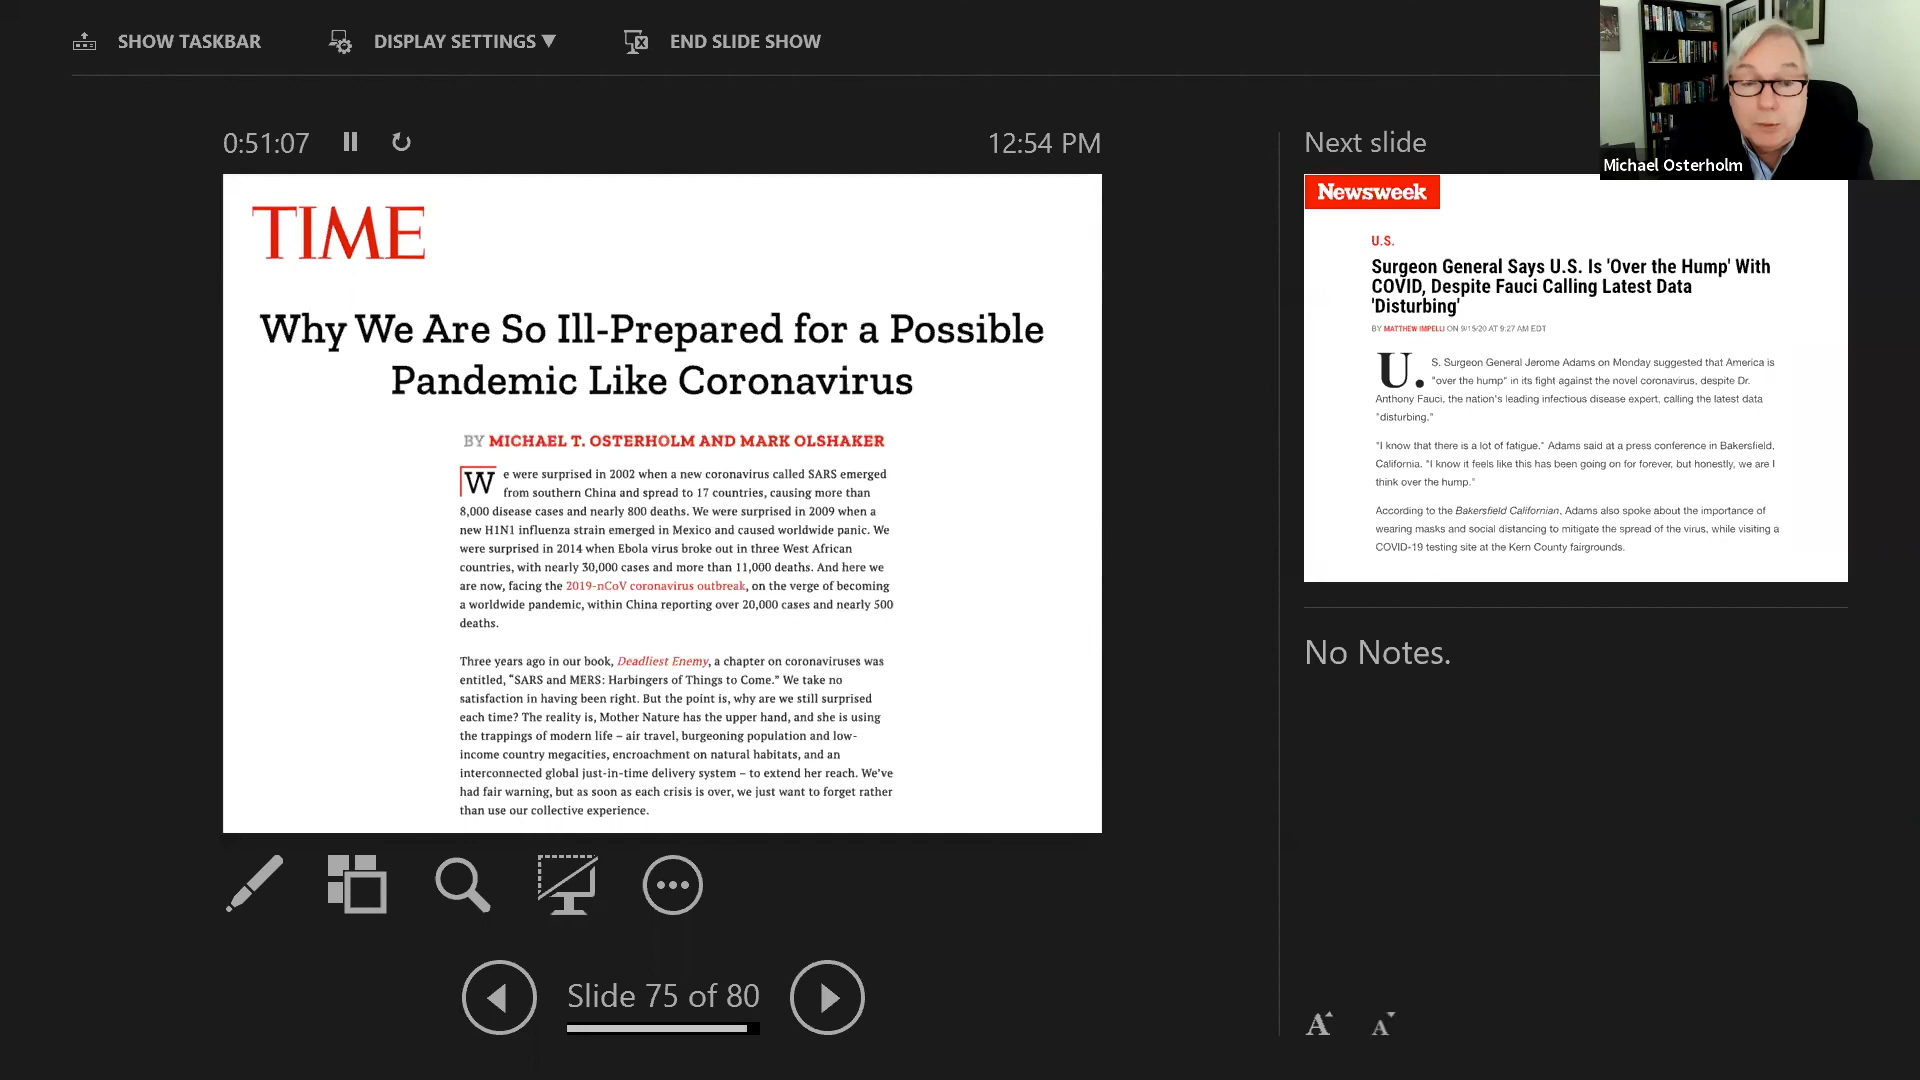 SHOW TASKBAR
DISPLAY SETTINGS ▼
END SLIDE SHOW
0:51:07
12:54 PM
TIME
Why We Are So Ill-Prepared for a Possible
Pandemic Like Coronavirus
BY MICHAEL T. OSTERHOLM AND MARK OLSHAKER
We were surprised in 2002 when a new coronavirus called SARS emerged
from southern China and spread to 17 countries, causing more than
8,000 disease cases and nearly 800 deaths. We were surprised in 2009 when a
new H1N1 influenza strain emerged in Mexico and caused worldwide panic. We
were surprised in 2014 when Ebola virus broke out in three West African
countries, with nearly 30,000 cases and more than 11,000 deaths. And here we
are now, facing the 2019-nCoV coronavirus outbreak, on the verge of becoming
a worldwide pandemic, within China reporting over 20,000 cases and nearly 500
deaths.
Three years ago in our book, Deadliest Enemy, a chapter on coronaviruses was
entitled, “SARS and MERS: Harbingers of Things to Come.” We take no
satisfaction in having been right. But the point is, why are we still surprised
each time? The reality is, Mother Nature has the upper hand, and she is using
the trappings of modern life – air travel, burgeoning population and low-
income country megacities, encroachment on natural habitats, and an
interconnected global just-in-time delivery system – to extend her reach. We’ve
had fair warning, but as soon as each crisis is over, we just want to forget rather
than use our collective experience.
Slide 75 of 80
Michael Osterholm
Next slide
Newsweek
U.S.
Surgeon General Says U.S. Is 'Over the Hump' With
COVID, Despite Fauci Calling Latest Data
'Disturbing'
BY MATTHEW IMPELLI ON 9/15/20 AT 9:27 AM EDT
U.S. Surgeon General Jerome Adams on Monday suggested that America is
"over the hump" in its fight against the novel coronavirus, despite Dr.
Anthony Fauci, the nation's leading infectious disease expert, calling the latest data
"disturbing."
"I know that there is a lot of fatigue," Adams said at a press conference in Bakersfield,
California. "I know it feels like this has been going on for forever, but honestly, we are I
think over the hump."
According to the Bakersfield Californian, Adams also spoke about the importance of
wearing masks and social distancing to mitigate the spread of the virus, while visiting a
COVID-19 testing site at the Kern County fairgrounds.
No Notes.
A A